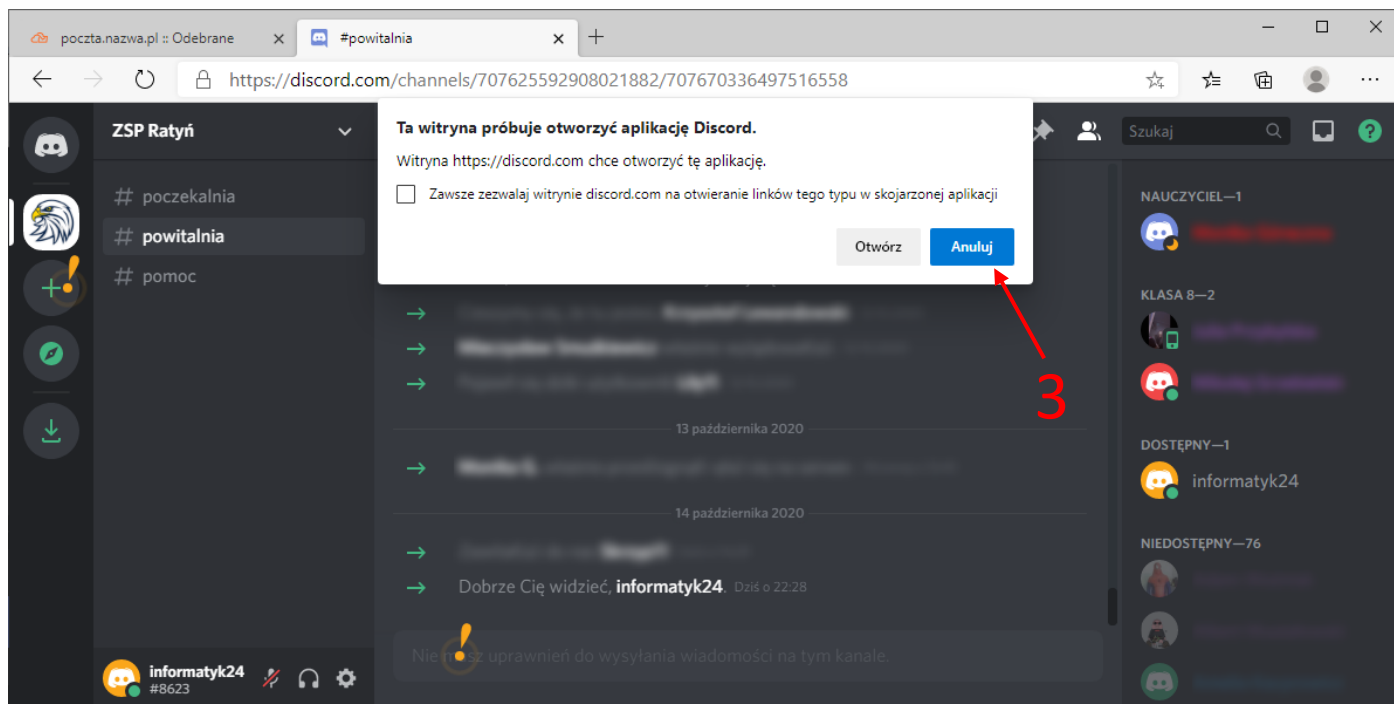 poczta.nazwa.pl :: Odebrane
#powitalnia
https://discord.com/channels/707625592908021882/707670336497516558
ZSP Ratyń
# poczekalnia
# powitalnia
# pomoc
informatyk24
#8623
Ta witryna próbuje otworzyć aplikację Discord.
Witryna https://discord.com chce otworzyć tę aplikację.
Zawsze zezwalaj witrynie discord.com na otwieranie linków tego typu w skojarzonej aplikacji
Otwórz
Anuluj
3
13 października 2020
14 października 2020
Dobrze Cię widzieć, informatyk24. Dziś o 22:28
Nie masz uprawnień do wysyłania wiadomości na tym kanale.
Szukaj
NAUCZYCIEL—1
KLASA 8—2
DOSTĘPNY—1
informatyk24
NIEDOSTĘPNY—76